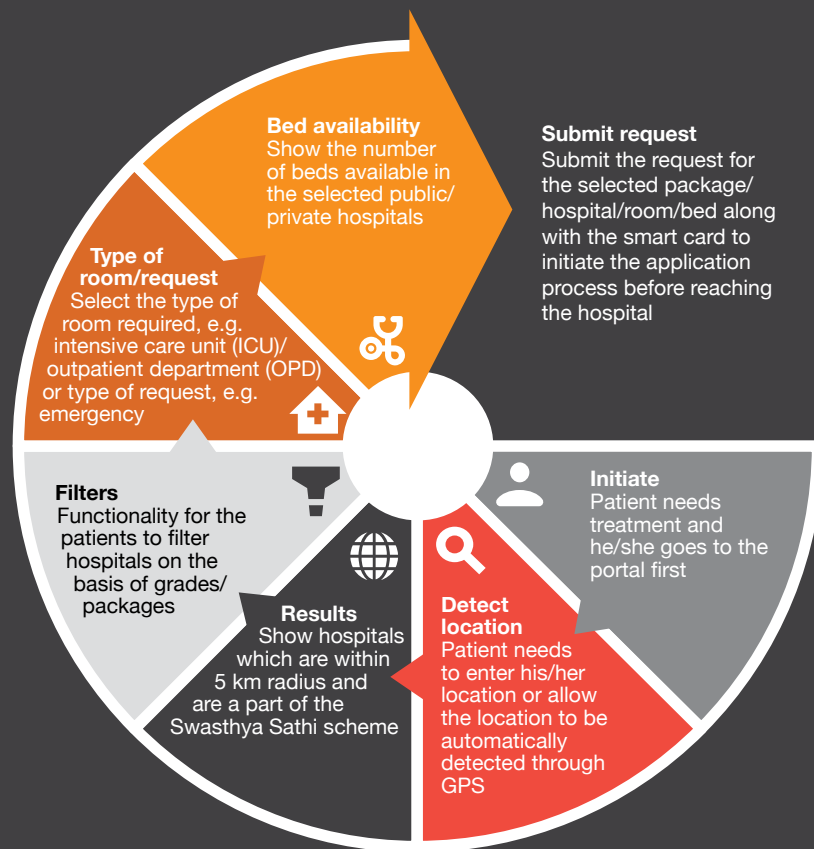 Bed availability
Show the number
of beds available in
the selected public/
private hospitals
Submit request
Submit the request for
the selected package/
hospital/room/bed along
with the smart card to
initiate the application
process before reaching
the hospital
Type of
room/request
Select the type of
room required, e.g.
intensive care unit (ICU)/
outpatient department (OPD)
or type of request, e.g.
emergency
Filters
Functionality for the
patients to filter
hospitals on the
basis of grades/
packages
Initiate
Patient needs
treatment and
he/she goes to the
portal first
Results
Show hospitals
which are within
5 km radius and
are a part of the
Swasthya Sathi scheme
Detect
location
Patient needs
to enter his/her
location or allow
the location to be
automatically
detected through
GPS